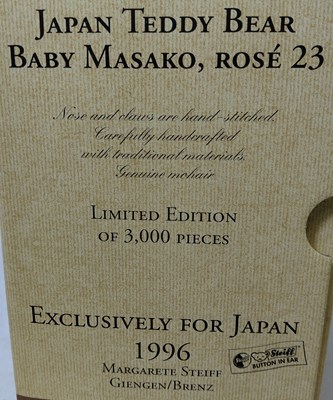 JAPAN TEDDY BEAR
BABY MASAKO, ROSÉ 23
Nose and claws are hand-stitched.
Carefully handcrafted
with traditional materials.
Genuine mohair
LIMITED EDITION
OF 3,000 PIECES
EXCLUSIVELY FOR JAPAN
1996
MARGARETE STEIFF
GIENGEN/BRENZ
Steiff
BUTTON IN EAR